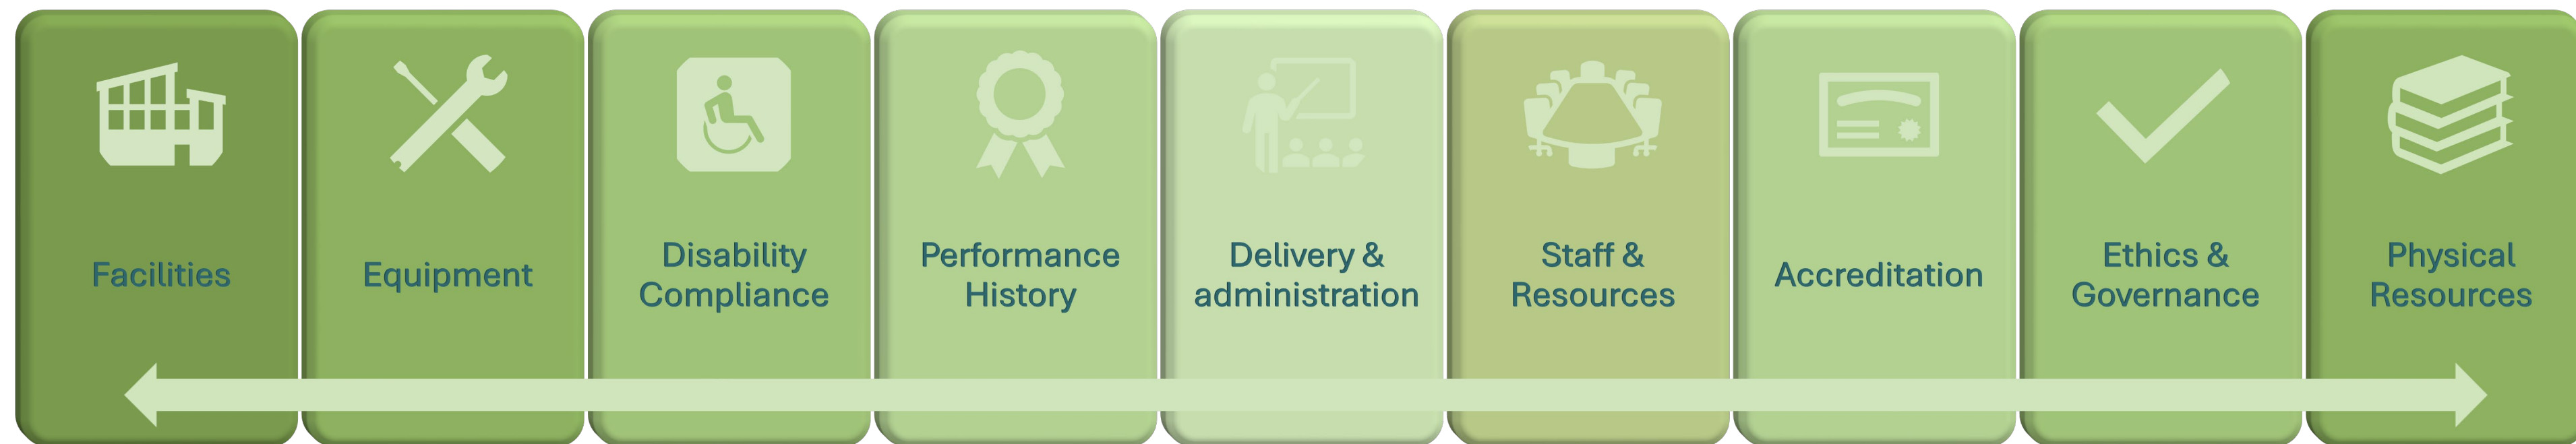 Facilities
Equipment
Disability
Compliance
Performance
History
Delivery &
administration
Staff &
Resources
Accreditation
Ethics &
Governance
Physical
Resources